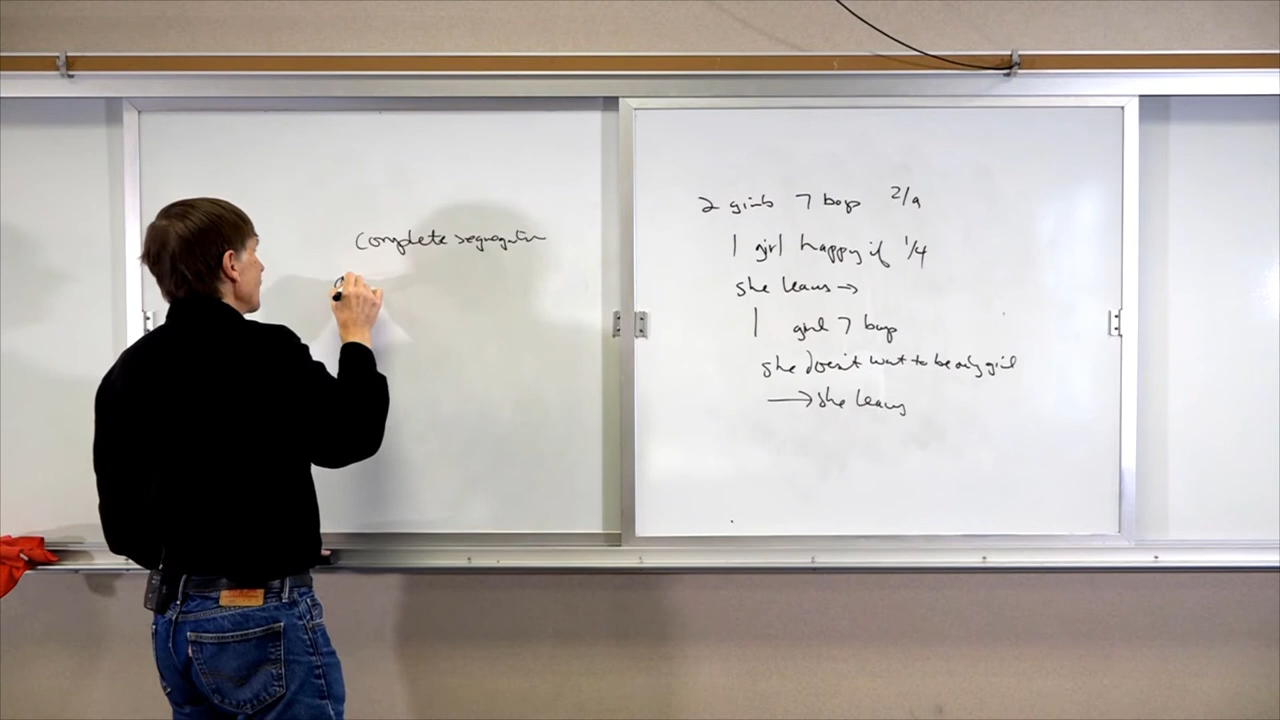 complete segregation
2 girls 7 boys 2/9
1 girl happy if 1/4
she leaves →
1 girl 7 boys
she doesn't want to be only girl
→ she leaves